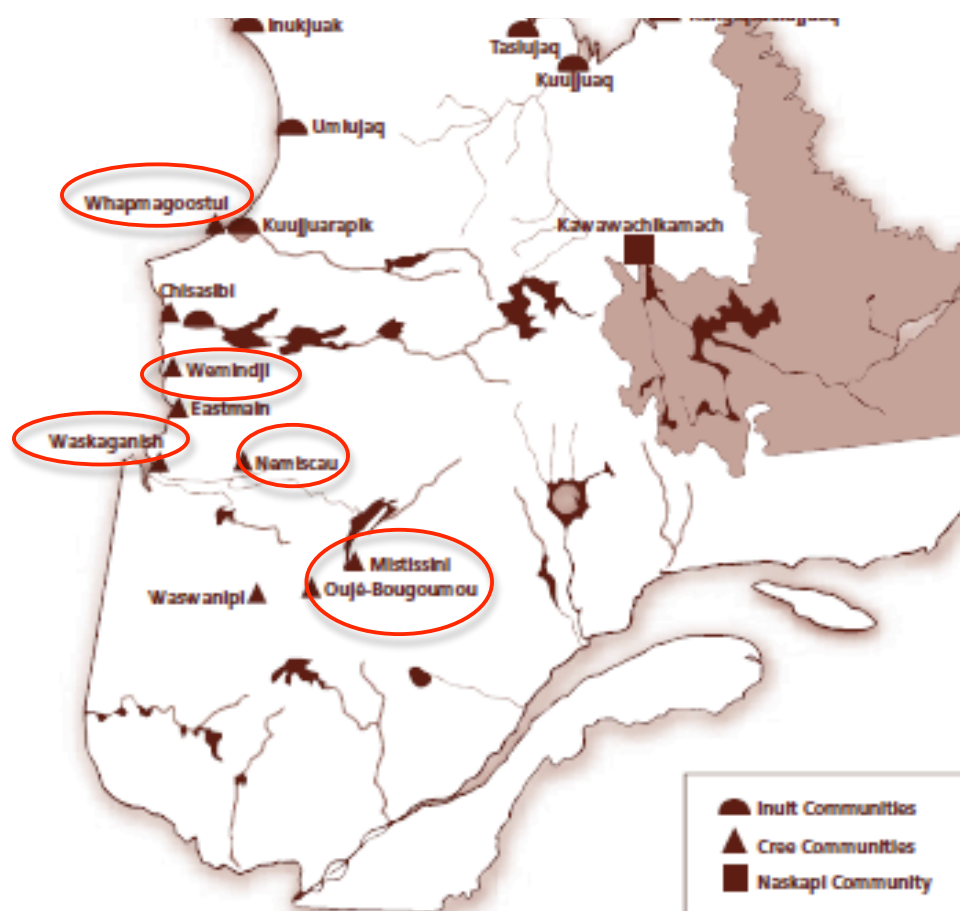 Inukjuak
Tasiujaq
Kuujjuaq
Umiujaq
Whapmagoostui
Kuujjuarapik
Kawawachikamach
Chisasibi
Wemindji
Eastmain
Waskaganish
Nemiscau
Mistissini
Oujé-Bougoumou
Waswanipi
Inuit Communities
Cree Communities
Naskapi Community